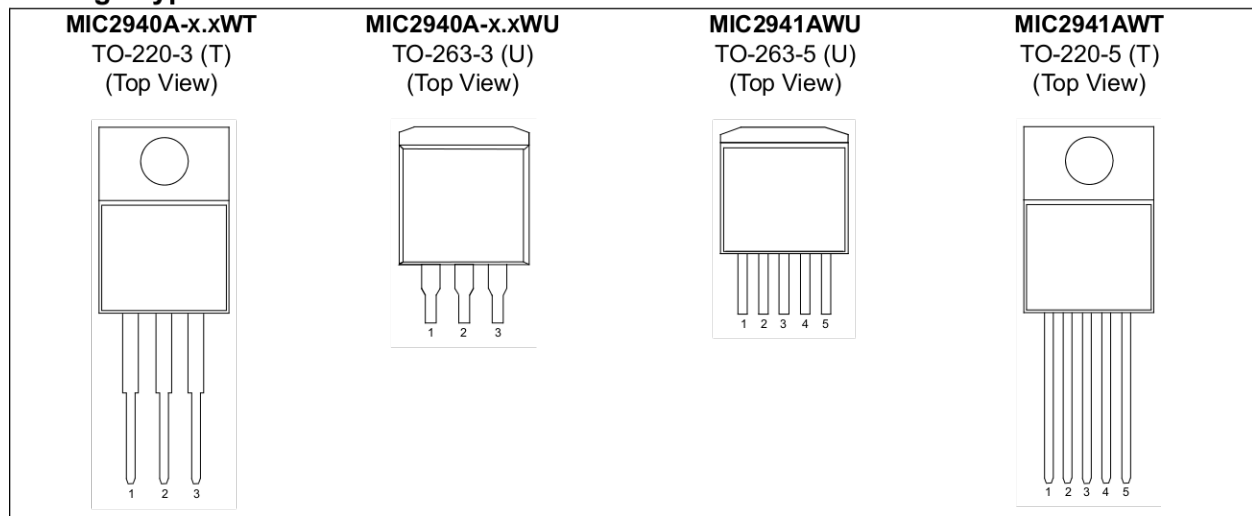 MIC2940A-x.xWT
TO-220-3 (T)
(Top View)
1 2 3
MIC2940A-x.xWU
TO-263-3 (U)
(Top View)
1 2 3
MIC2941AWU
TO-263-5 (U)
(Top View)
1 2 3 4 5
MIC2941AWT
TO-220-5 (T)
(Top View)
1 2 3 4 5